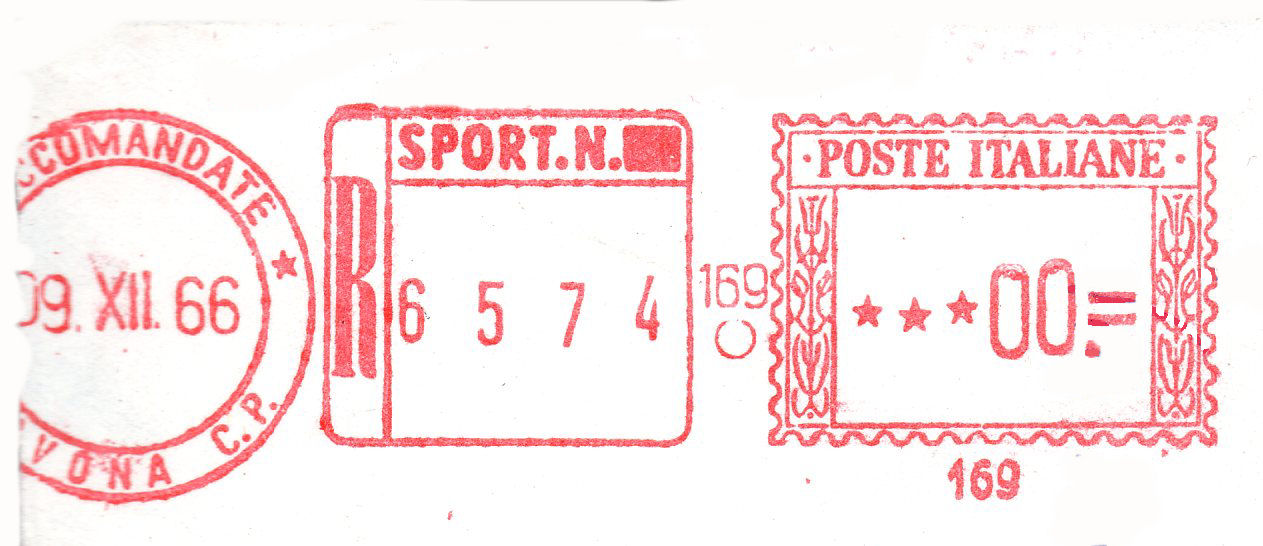 CCOMANDATE ★
09. XII. 66
VONA C.P.
SPORT.N.
R
6 5 7 4
169
C
· POSTE ITALIANE ·
★ ★ ★ 00.=
169